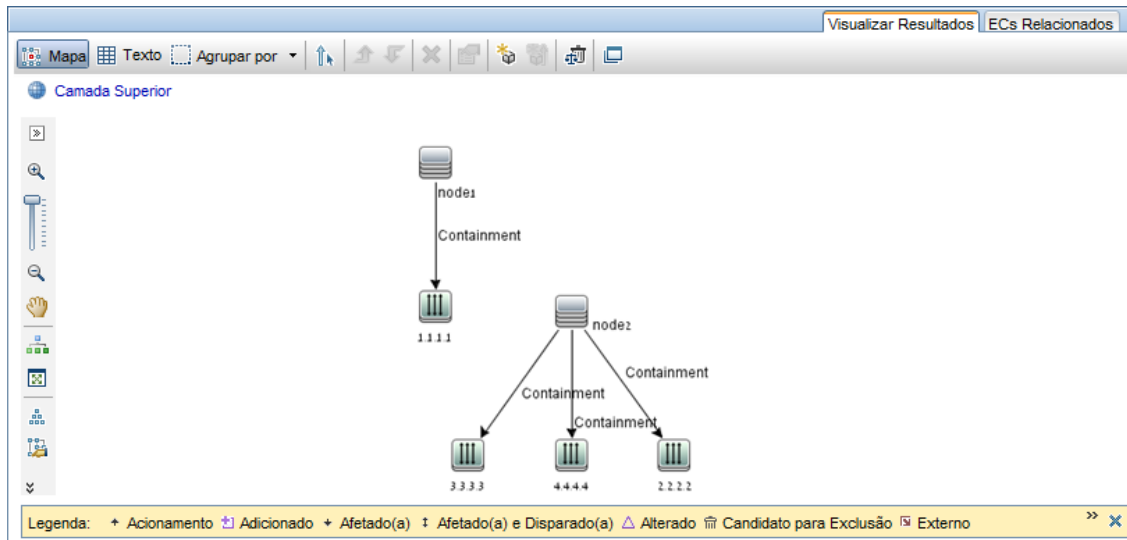 Visualizar Resultados ECs Relacionados
Mapa Texto Agrupar por
Camada Superior
node1
Containment
1.1.1.1
node2
Containment
Containment
Containment
3.3.3.3 4.4.4.4 2.2.2.2
Legenda: Acionamento Adicionado Afetado(a) Afetado(a) e Disparado(a) Alterado Candidato para Exclusão Externo